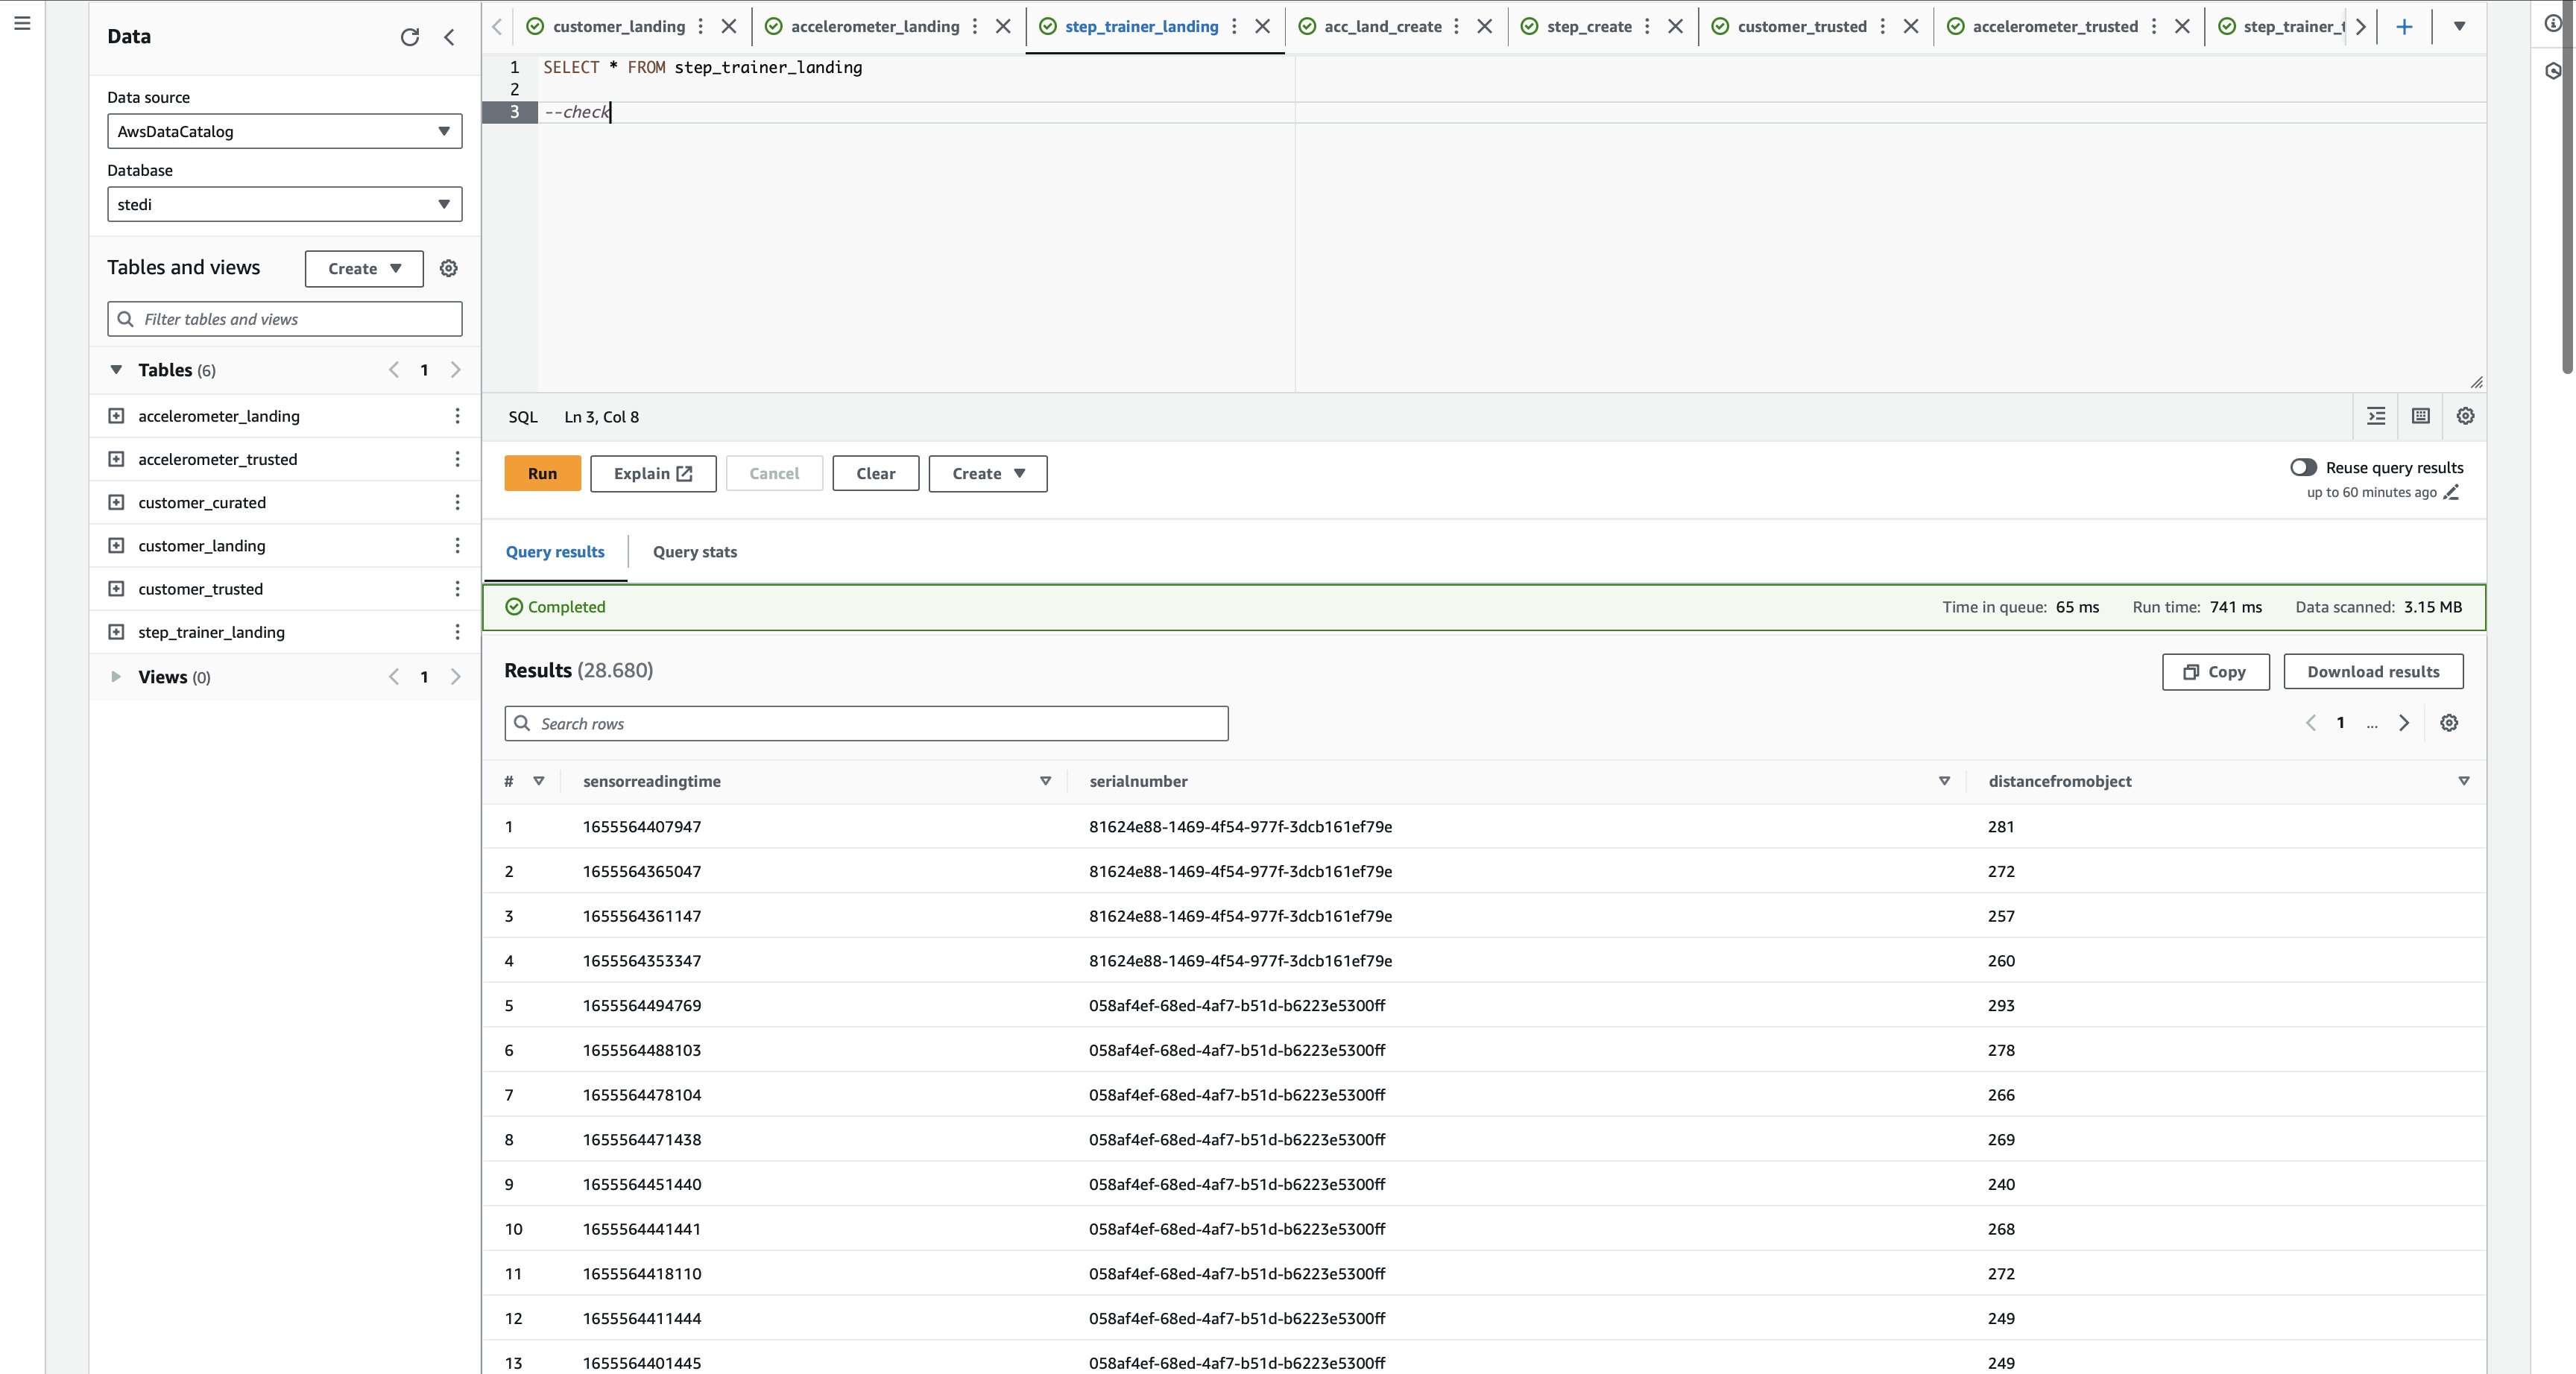 Data
Data source
AwsDataCatalog
Database
stedi
Tables and views
Create
Filter tables and views
Tables (6)
1
accelerometer_landing
accelerometer_trusted
customer_curated
customer_landing
customer_trusted
step_trainer_landing
Views (0)
1
customer_landing accelerometer_landing step_trainer_landing acc_land_create step_create customer_trusted accelerometer_trusted step_trainer_t
1 SELECT * FROM step_trainer_landing
2
3 --check
SQL Ln 3, Col 8
Run Explain Cancel Clear Create
Reuse query results
up to 60 minutes ago
Query results Query stats
Completed Time in queue: 65 ms Run time: 741 ms Data scanned: 3.15 MB
Results (28.680)
Copy Download results
Search rows
1 ...
# sensorreadingtime serialnumber distancefromobject
1 1655564407947 81624e88-1469-4f54-977f-3dcb161ef79e 281
2 1655564365047 81624e88-1469-4f54-977f-3dcb161ef79e 272
3 1655564361147 81624e88-1469-4f54-977f-3dcb161ef79e 257
4 1655564353347 81624e88-1469-4f54-977f-3dcb161ef79e 260
5 1655564494769 058af4ef-68ed-4af7-b51d-b6223e5300ff 293
6 1655564488103 058af4ef-68ed-4af7-b51d-b6223e5300ff 278
7 1655564478104 058af4ef-68ed-4af7-b51d-b6223e5300ff 266
8 1655564471438 058af4ef-68ed-4af7-b51d-b6223e5300ff 269
9 1655564451440 058af4ef-68ed-4af7-b51d-b6223e5300ff 240
10 1655564441441 058af4ef-68ed-4af7-b51d-b6223e5300ff 268
11 1655564418110 058af4ef-68ed-4af7-b51d-b6223e5300ff 272
12 1655564411444 058af4ef-68ed-4af7-b51d-b6223e5300ff 249
13 1655564401445 058af4ef-68ed-4af7-b51d-b6223e5300ff 249